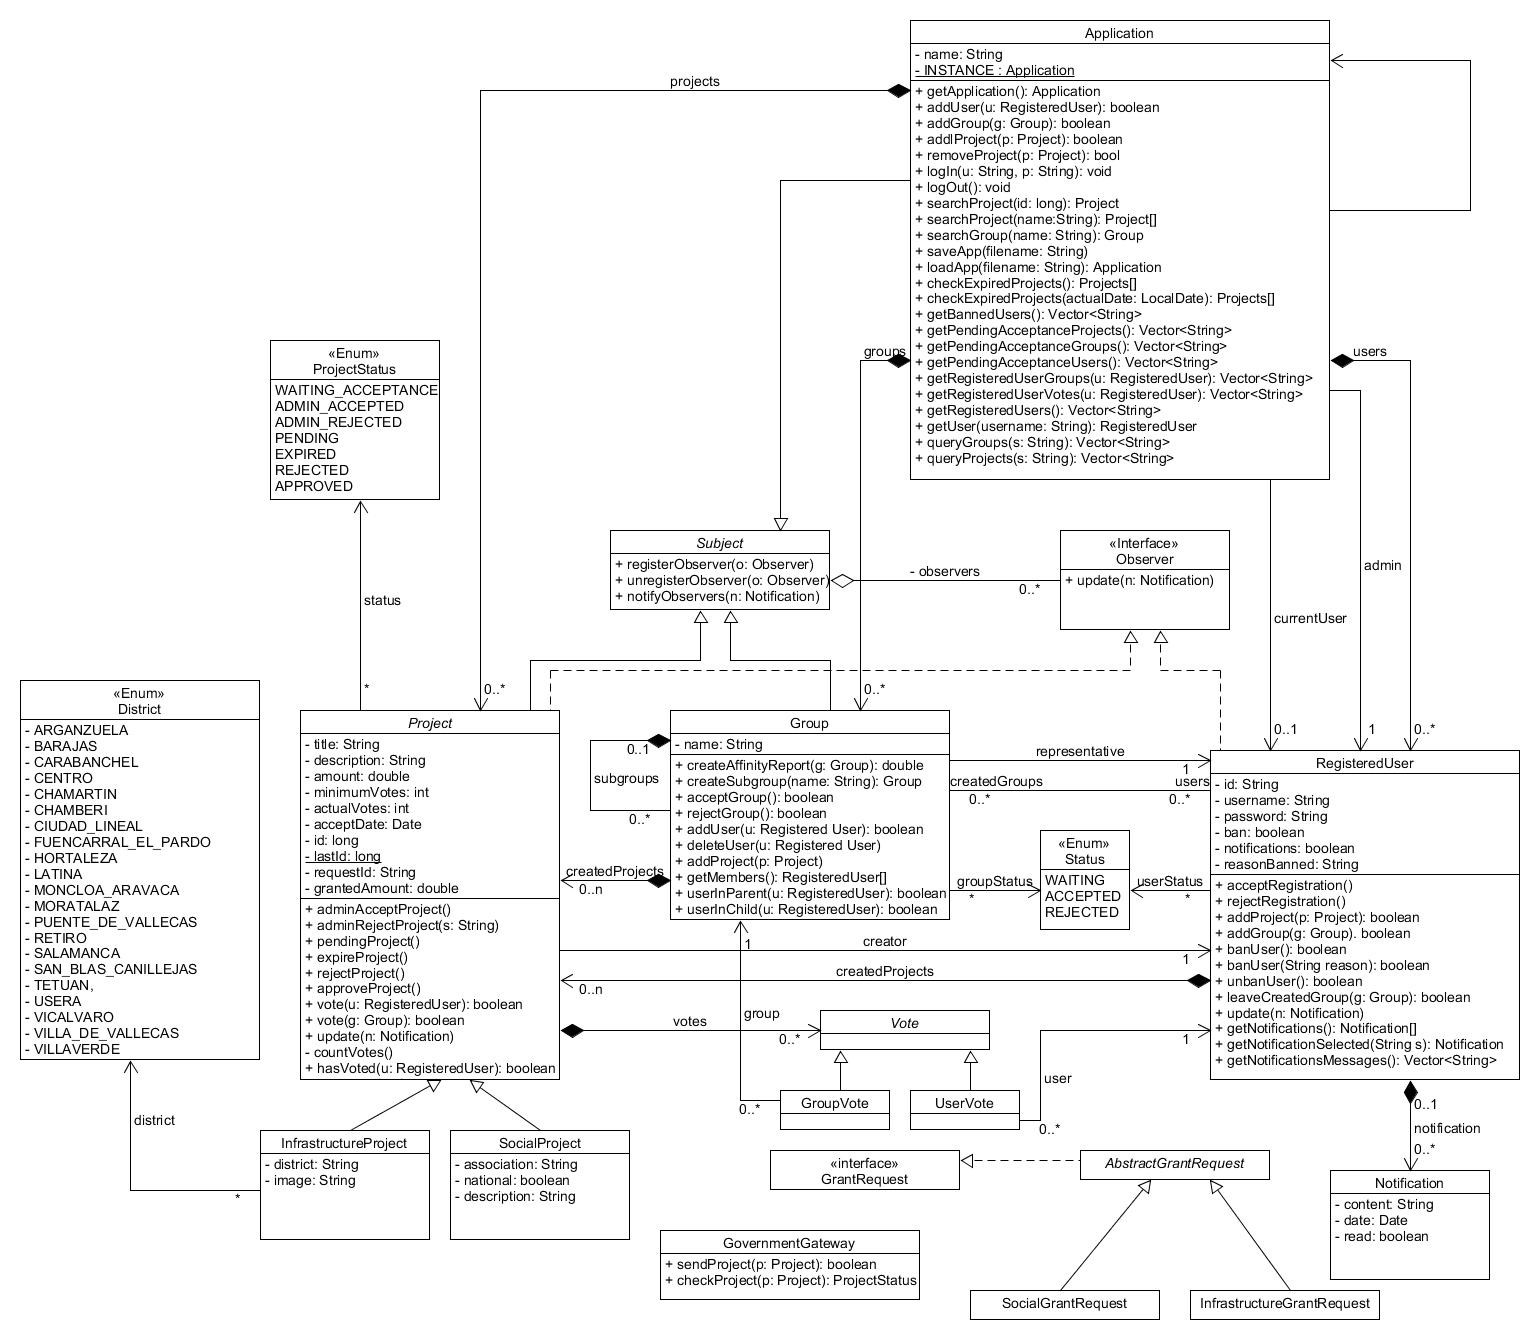 Application
- name: String
- INSTANCE : Application
+ getApplication(): Application
+ addUser(u: RegisteredUser): boolean
+ addGroup(g: Group): boolean
+ addlProject(p: Project): boolean
+ removeProject(p: Project): bool
+ logIn(u: String, p: String): void
+ logOut(): void
+ searchProject(id: long): Project
+ searchProject(name:String): Project[]
+ searchGroup(name: String): Group
+ saveApp(filename: String)
+ loadApp(filename: String): Application
+ checkExpiredProjects(): Projects[]
+ checkExpiredProjects(actualDate: LocalDate): Projects[]
+ getBannedUsers(): Vector<String>
+ getPendingAcceptanceProjects(): Vector<String>
+ getPendingAcceptanceGroups(): Vector<String>
+ getPendingAcceptanceUsers(): Vector<String>
+ getRegisteredUserGroups(u: RegisteredUser): Vector<String>
+ getRegisteredUserVotes(u: RegisteredUser): Vector<String>
+ getRegisteredUsers(): Vector<String>
+ getUser(username: String): RegisteredUser
+ queryGroups(s: String): Vector<String>
+ queryProjects(s: String): Vector<String>
projects
groups
users
«Enum»
ProjectStatus
WAITING_ACCEPTANCE
ADMIN_ACCEPTED
ADMIN_REJECTED
PENDING
EXPIRED
REJECTED
APPROVED
Subject
+ registerObserver(o: Observer)
+ unregisterObserver(o: Observer)
+ notifyObservers(n: Notification)
- observers
0..*
«Interface»
Observer
+ update(n: Notification)
admin
currentUser
status
*
0..*
0..*
0..1
1
0..*
«Enum»
District
- ARGANZUELA
- BARAJAS
- CARABANCHEL
- CENTRO
- CHAMARTIN
- CHAMBERI
- CIUDAD_LINEAL
- FUENCARRAL_EL_PARDO
- HORTALEZA
- LATINA
- MONCLOA_ARAVACA
- MORATALAZ
- PUENTE_DE_VALLECAS
- RETIRO
- SALAMANCA
- SAN_BLAS_CANILLEJAS
- TETUAN,
- USERA
- VICALVARO
- VILLA_DE_VALLECAS
- VILLAVERDE
Project
- title: String
- description: String
- amount: double
- minimumVotes: int
- actualVotes: int
- acceptDate: Date
- id: long
- lastId: long
- requestId: String
- grantedAmount: double
+ adminAcceptProject()
+ adminRejectProject(s: String)
+ pendingProject()
+ expireProject()
+ rejectProject()
+ approveProject()
+ vote(u: RegisteredUser): boolean
+ vote(g: Group): boolean
+ update(n: Notification)
- countVotes()
+ hasVoted(u: RegisteredUser): boolean
0..1
subgroups
0..*
Group
- name: String
+ createAffinityReport(g: Group): double
+ createSubgroup(name: String): Group
+ acceptGroup(): boolean
+ rejectGroup(): boolean
+ addUser(u: Registered User): boolean
+ deleteUser(u: Registered User)
+ addProject(p: Project)
+ getMembers(): RegisteredUser[]
+ userInParent(u: RegisteredUser): boolean
+ userInChild(u: RegisteredUser): boolean
createdProjects
0..n
representative
1
createdGroups
users
0..*
0..*
«Enum»
Status
WAITING
ACCEPTED
REJECTED
groupStatus
*
userStatus
*
RegisteredUser
- id: String
- username: String
- password: String
- ban: boolean
- notifications: boolean
- reasonBanned: String
+ acceptRegistration()
+ rejectRegistration()
+ addProject(p: Project): boolean
+ addGroup(g: Group). boolean
+ banUser(): boolean
+ banUser(String reason): boolean
+ unbanUser(): boolean
+ leaveCreatedGroup(g: Group): boolean
+ update(n: Notification)
+ getNotifications(): Notification[]
+ getNotificationSelected(String s): Notification
+ getNotificationsMessages(): Vector<String>
1
creator
1
createdProjects
0..n
votes
0..*
group
Vote
1
user
GroupVote
0..*
UserVote
0..*
0..1
notification
0..*
Notification
- content: String
- date: Date
- read: boolean
district
*
InfrastructureProject
- district: String
- image: String
SocialProject
- association: String
- national: boolean
- description: String
«interface»
GrantRequest
AbstractGrantRequest
GovernmentGateway
+ sendProject(p: Project): boolean
+ checkProject(p: Project): ProjectStatus
SocialGrantRequest
InfrastructureGrantRequest